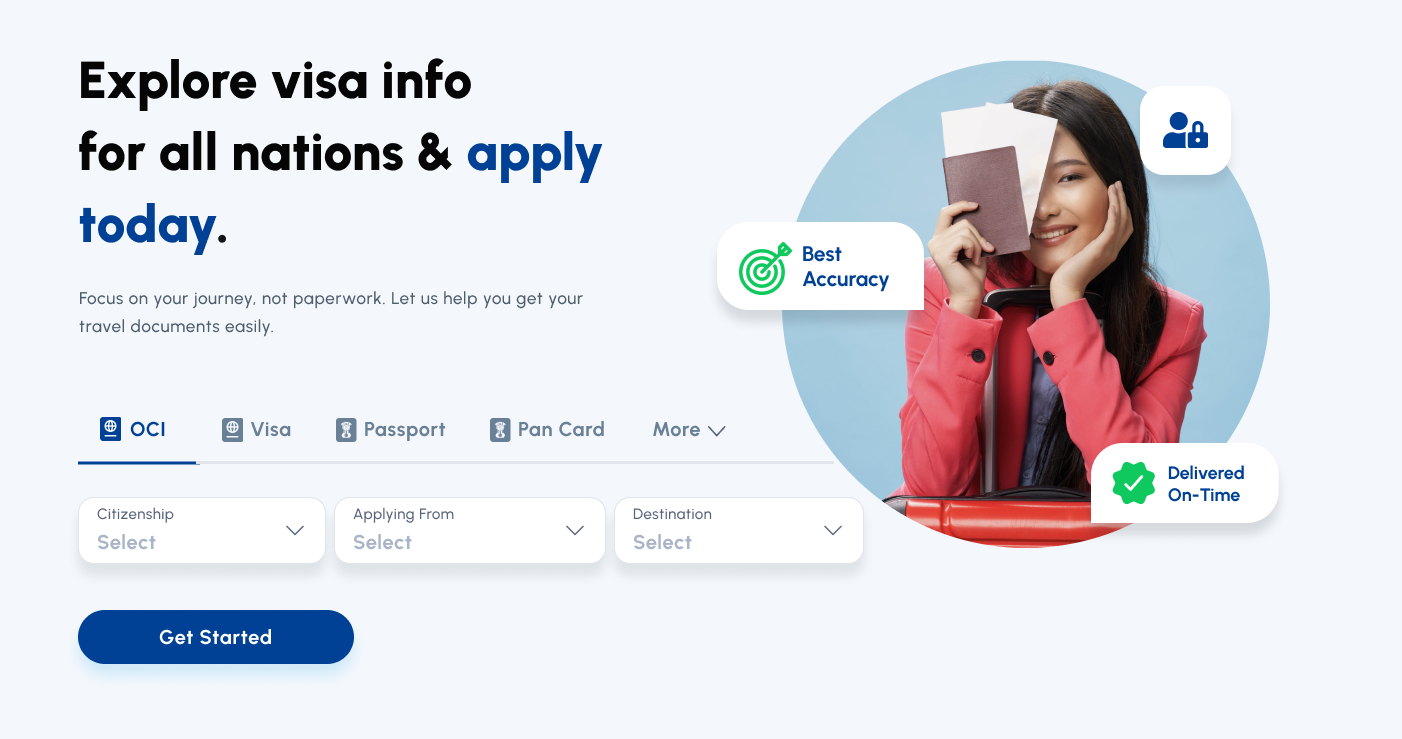 Explore visa info
for all nations & apply
today.
Focus on your journey, not paperwork. Let us help you get your
travel documents easily.
Best
Accuracy
OCI
Visa
Passport
Pan Card
More
Citizenship
Select
Applying From
Select
Destination
Select
Delivered
On-Time
Get Started